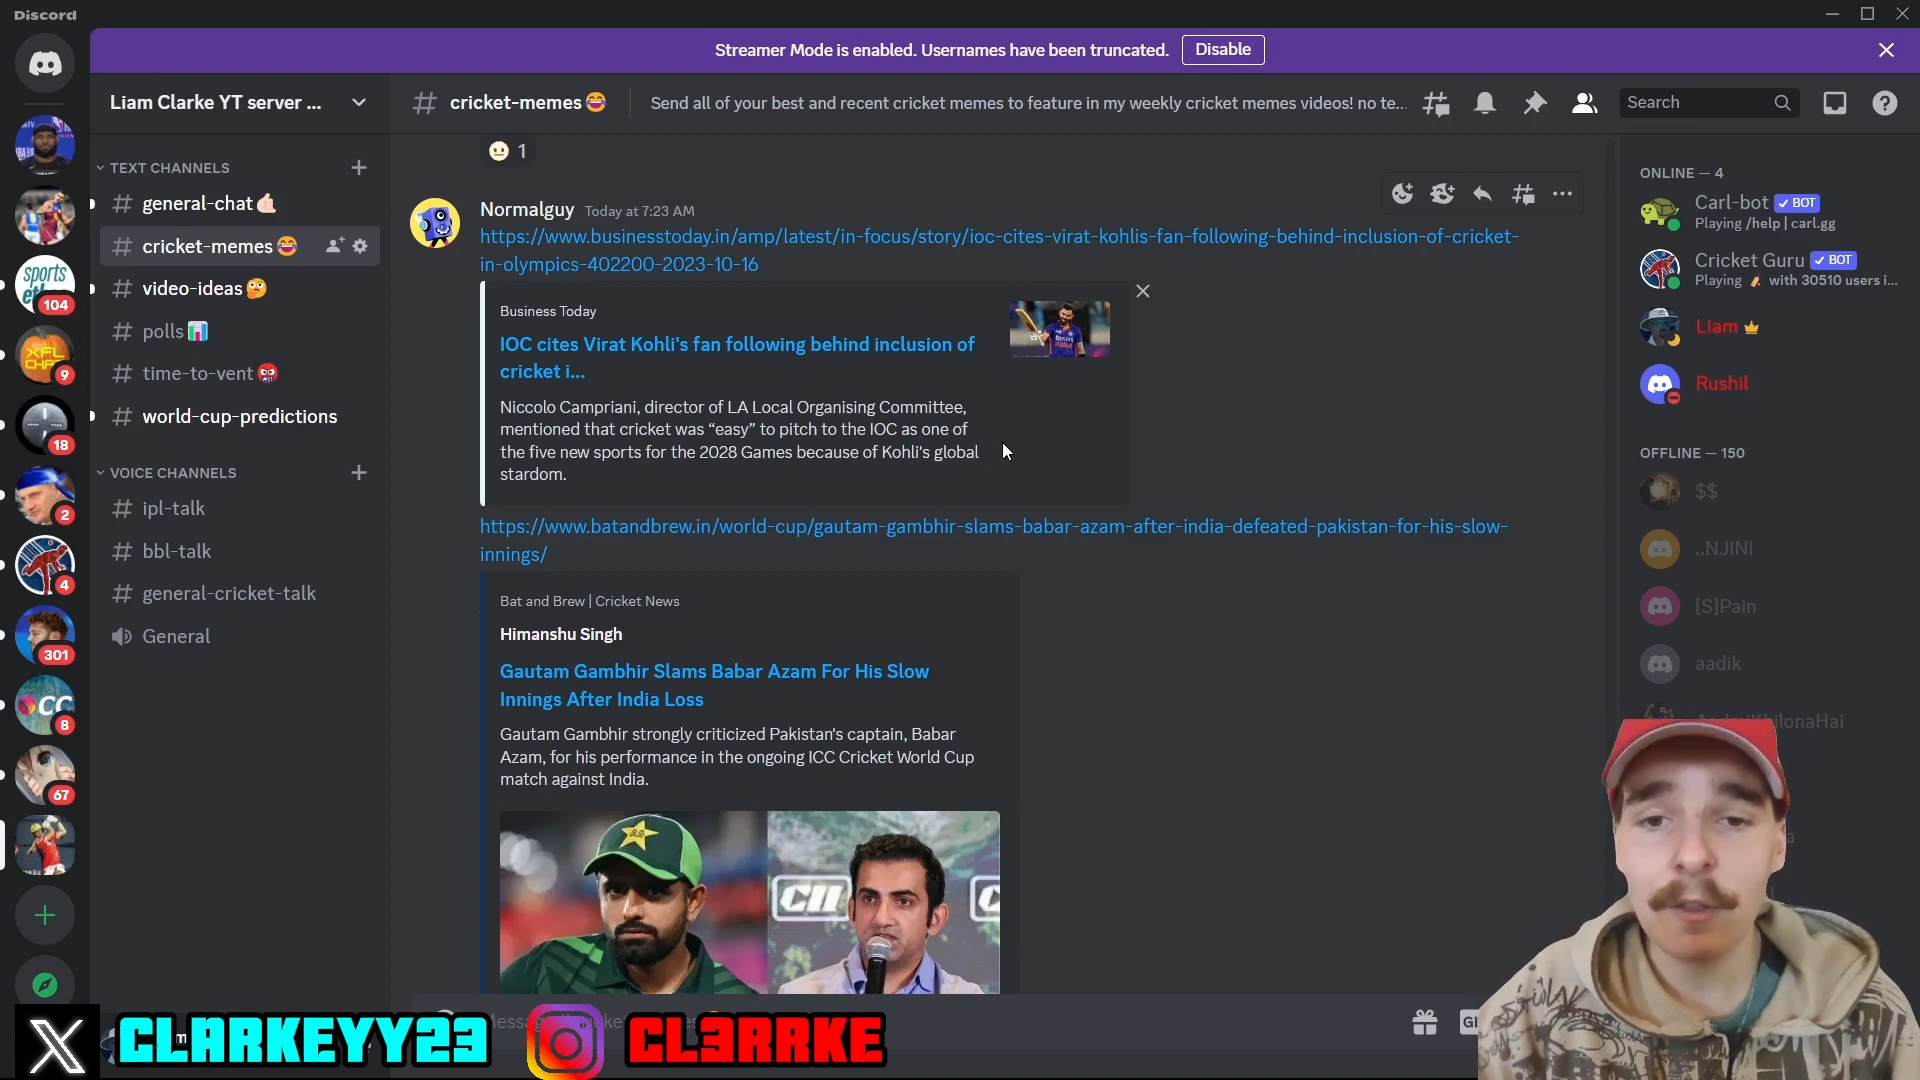 Discord
Streamer Mode is enabled. Usernames have been truncated. Disable
Liam Clarke YT server ...
cricket-memes😂
Send all of your best and recent cricket memes to feature in my weekly cricket memes videos! no te...
Search
TEXT CHANNELS
general-chat🤙🏻
cricket-memes😂
video-ideas🤔
polls📊
time-to-vent🤬
world-cup-predictions
VOICE CHANNELS
ipl-talk
bbl-talk
general-cricket-talk
General
sports
104
XFL
9
18
2
4
301
CC
8
67
😐 1
Normalguy Today at 7:23 AM
https://www.businesstoday.in/amp/latest/in-focus/story/ioc-cites-virat-kohlis-fan-following-behind-inclusion-of-cricket-
in-olympics-402200-2023-10-16
Business Today
IOC cites Virat Kohli's fan following behind inclusion of
cricket i...
Niccolo Campriani, director of LA Local Organising Committee,
mentioned that cricket was “easy” to pitch to the IOC as one of
the five new sports for the 2028 Games because of Kohli's global
stardom.
https://www.batandbrew.in/world-cup/gautam-gambhir-slams-babar-azam-after-india-defeated-pakistan-for-his-slow-
innings/
Bat and Brew | Cricket News
Himanshu Singh
Gautam Gambhir Slams Babar Azam For His Slow
Innings After India Loss
Gautam Gambhir strongly criticized Pakistan's captain, Babar
Azam, for his performance in the ongoing ICC Cricket World Cup
match against India.
CII
ONLINE — 4
Carl-bot ✓ BOT
Playing /help | carl.gg
Cricket Guru ✓ BOT
Playing 🏏 with 30510 users i...
Liam
Rushil
OFFLINE — 150
$$
..NJINI
[S]Pain
aadik
CLARKEYY23
CL3RRKE